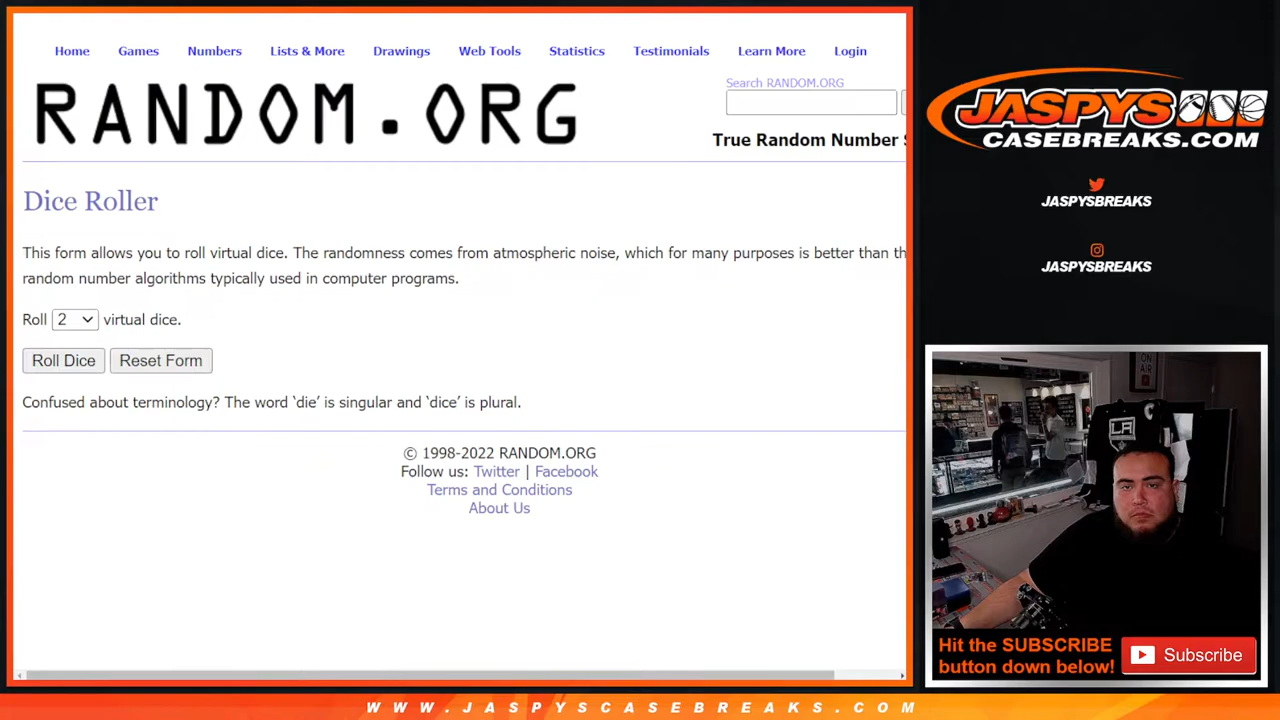 Home Games Numbers Lists & More Drawings Web Tools Statistics Testimonials Learn More Login
RANDOM.ORG
Search RANDOM.ORG
True Random Number
Dice Roller
This form allows you to roll virtual dice. The randomness comes from atmospheric noise, which for many purposes is better than
random number algorithms typically used in computer programs.
Roll 2 virtual dice.
Roll Dice Reset Form
Confused about terminology? The word ‘die’ is singular and ‘dice’ is plural.
© 1998-2022 RANDOM.ORG
Follow us: Twitter | Facebook
Terms and Conditions
About Us
JASPYS
CASEBREAKS.COM
JASPYSBREAKS
JASPYSBREAKS
ON
AIR
C
LA
Hit the SUBSCRIBE
button down below!
Subscribe
WWW.JASPYSCASEBREAKS.COM